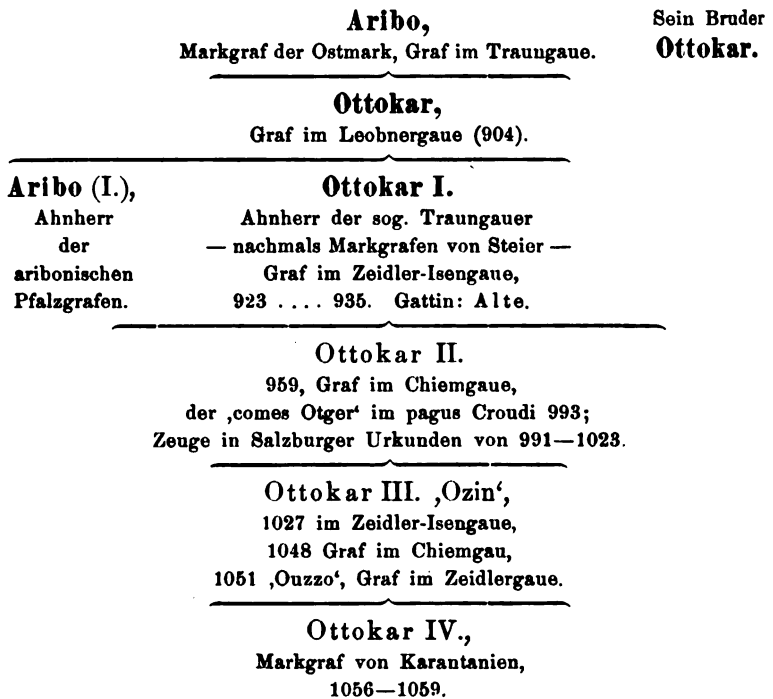 Aribo,
Markgraf der Ostmark, Graf im Traungaue.
Sein Bruder
Ottokar.
Ottokar,
Graf im Leobnergaue (904).
Aribo (I.),
Ahnherr
der
aribonischen
Pfalzgrafen.
Ottokar I.
Ahnherr der sog. Traungauer
— nachmals Markgrafen von Steier —
Graf im Zeidler-Isengaue,
923 .... 935. Gattin: Alte.
Ottokar II.
959, Graf im Chiemgaue,
der ‚comes Otger‘ im pagus Croudi 993;
Zeuge in Salzburger Urkunden von 991—1023.
Ottokar III. ‚Ozin‘,
1027 im Zeidler-Isengaue,
1048 Graf im Chiemgau,
1051 ‚Ouzzo‘, Graf im Zeidlergaue.
Ottokar IV.,
Markgraf von Karantanien,
1056—1059.